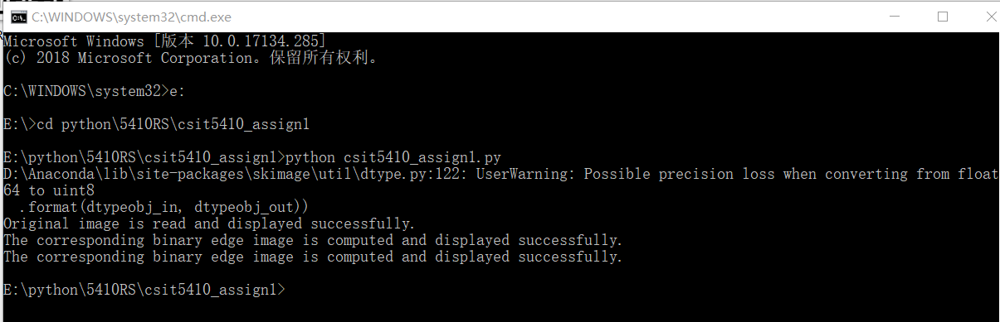 C:\WINDOWS\system32\cmd.exe
Microsoft Windows [版本 10.0.17134.285]
(c) 2018 Microsoft Corporation。保留所有权利。
C:\WINDOWS\system32>e:
E:\>cd python\5410RS\csit5410_assign1
E:\python\5410RS\csit5410_assign1>python csit5410_assign1.py
D:\Anaconda\lib\site-packages\skimage\util\dtype.py:122: UserWarning: Possible precision loss when converting from float
64 to uint8
  .format(dtypeobj_in, dtypeobj_out))
Original image is read and displayed successfully.
The corresponding binary edge image is computed and displayed successfully.
The corresponding binary edge image is computed and displayed successfully.
E:\python\5410RS\csit5410_assign1>